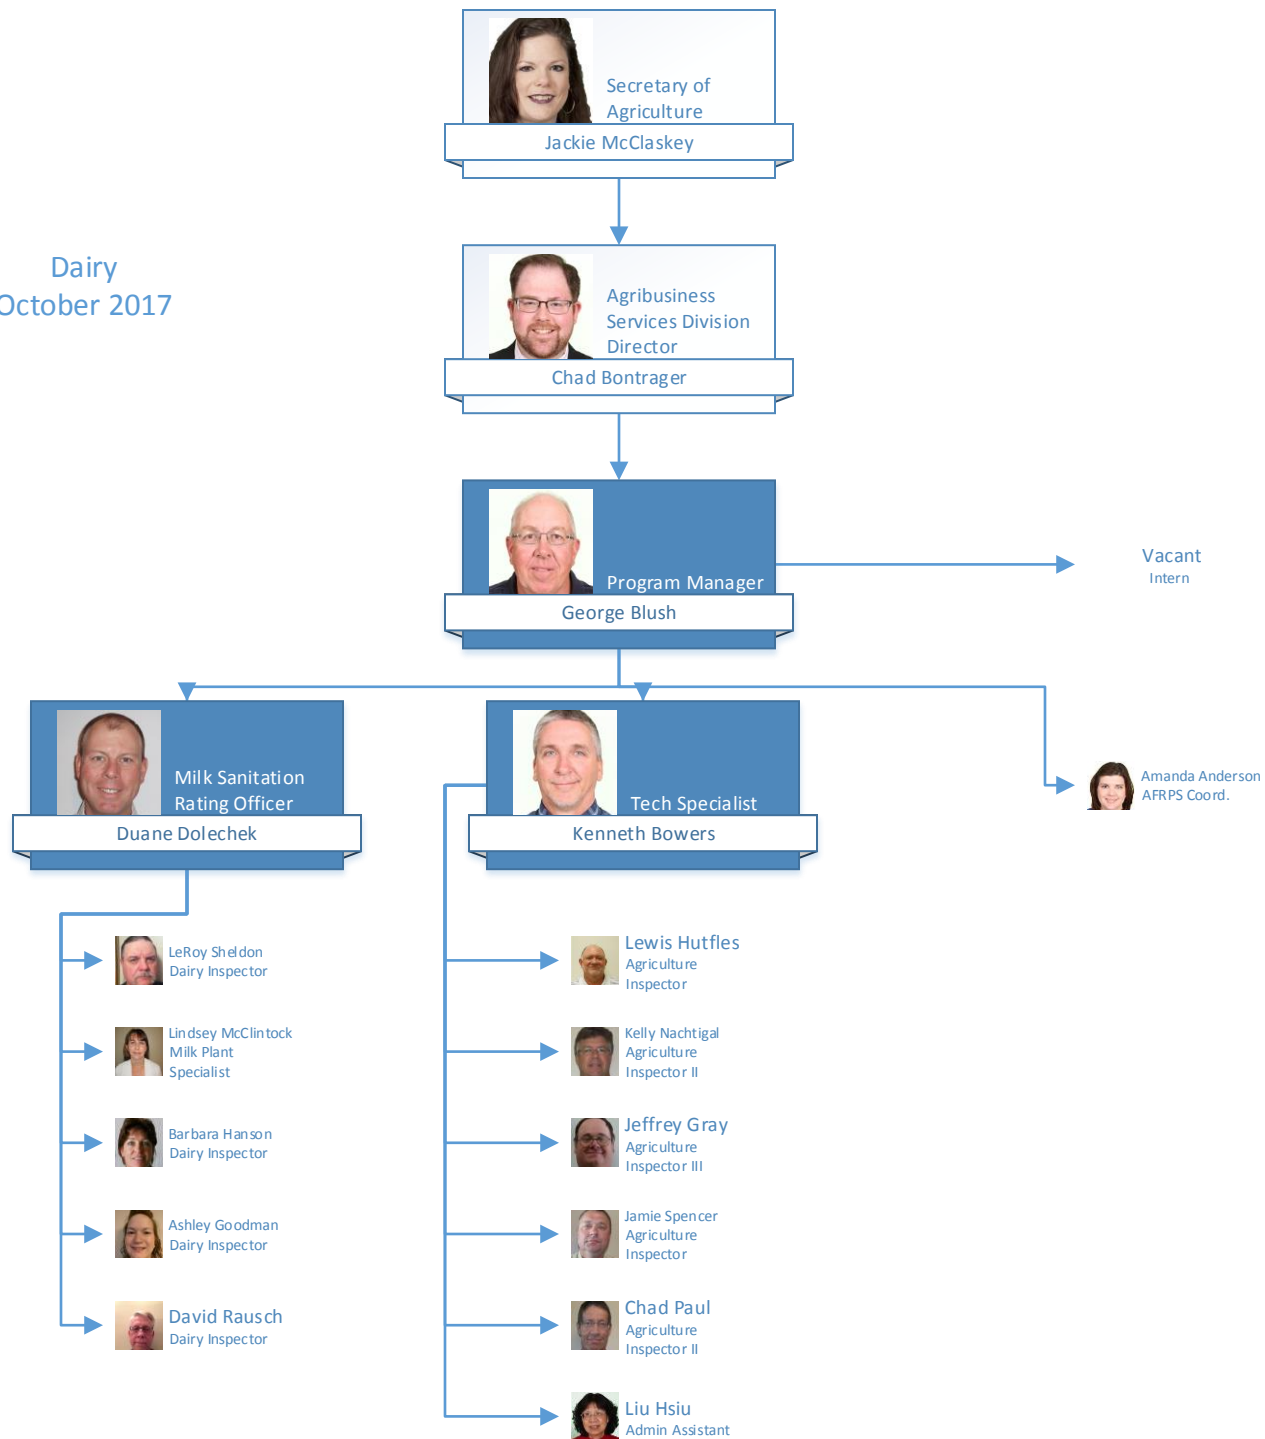 Secretary of
Agriculture
Jackie McClaskey
Dairy
October 2017
Agribusiness
Services Division
Director
Chad Bontrager
Program Manager
George Blush
Vacant
Intern
Milk Sanitation
Rating Officer
Duane Dolechek
Tech Specialist
Kenneth Bowers
Amanda Anderson
AFRPS Coord.
LeRoy Sheldon
Dairy Inspector
Lindsey McClintock
Milk Plant
Specialist
Barbara Hanson
Dairy Inspector
Ashley Goodman
Dairy Inspector
David Rausch
Dairy Inspector
Lewis Hutfles
Agriculture
Inspector
Kelly Nachtigal
Agriculture
Inspector II
Jeffrey Gray
Agriculture
Inspector III
Jamie Spencer
Agriculture
Inspector
Chad Paul
Agriculture
Inspector II
Liu Hsiu
Admin Assistant